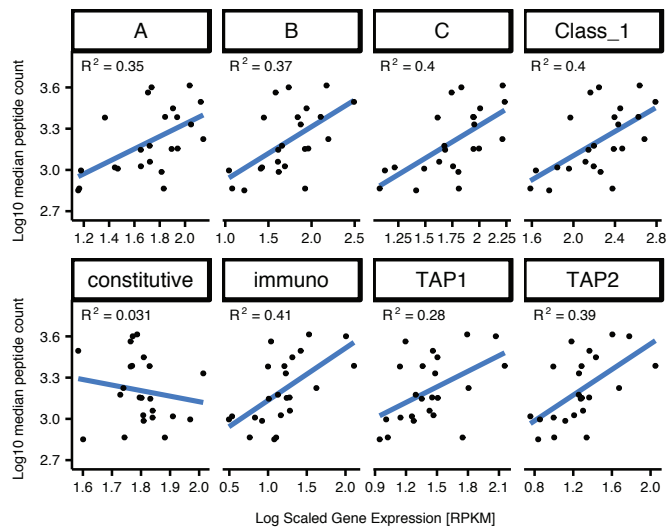 A B C Class_1
R² = 0.35 R² = 0.37 R² = 0.4 R² = 0.4
Log10 median peptide count
3.6
3.3
3.0
2.7
1.2 1.4 1.6 1.8 2.0 1.0 1.5 2.0 2.5 1.25 1.50 1.75 2.00 2.25 1.6 2.0 2.4 2.8
constitutive immuno TAP1 TAP2
R² = 0.031 R² = 0.41 R² = 0.28 R² = 0.39
Log10 median peptide count
3.6
3.3
3.0
2.7
1.6 1.7 1.8 1.9 2.0 0.5 1.0 1.5 2.0 0.9 1.2 1.5 1.8 2.1 0.8 1.2 1.6 2.0
Log Scaled Gene Expression [RPKM]